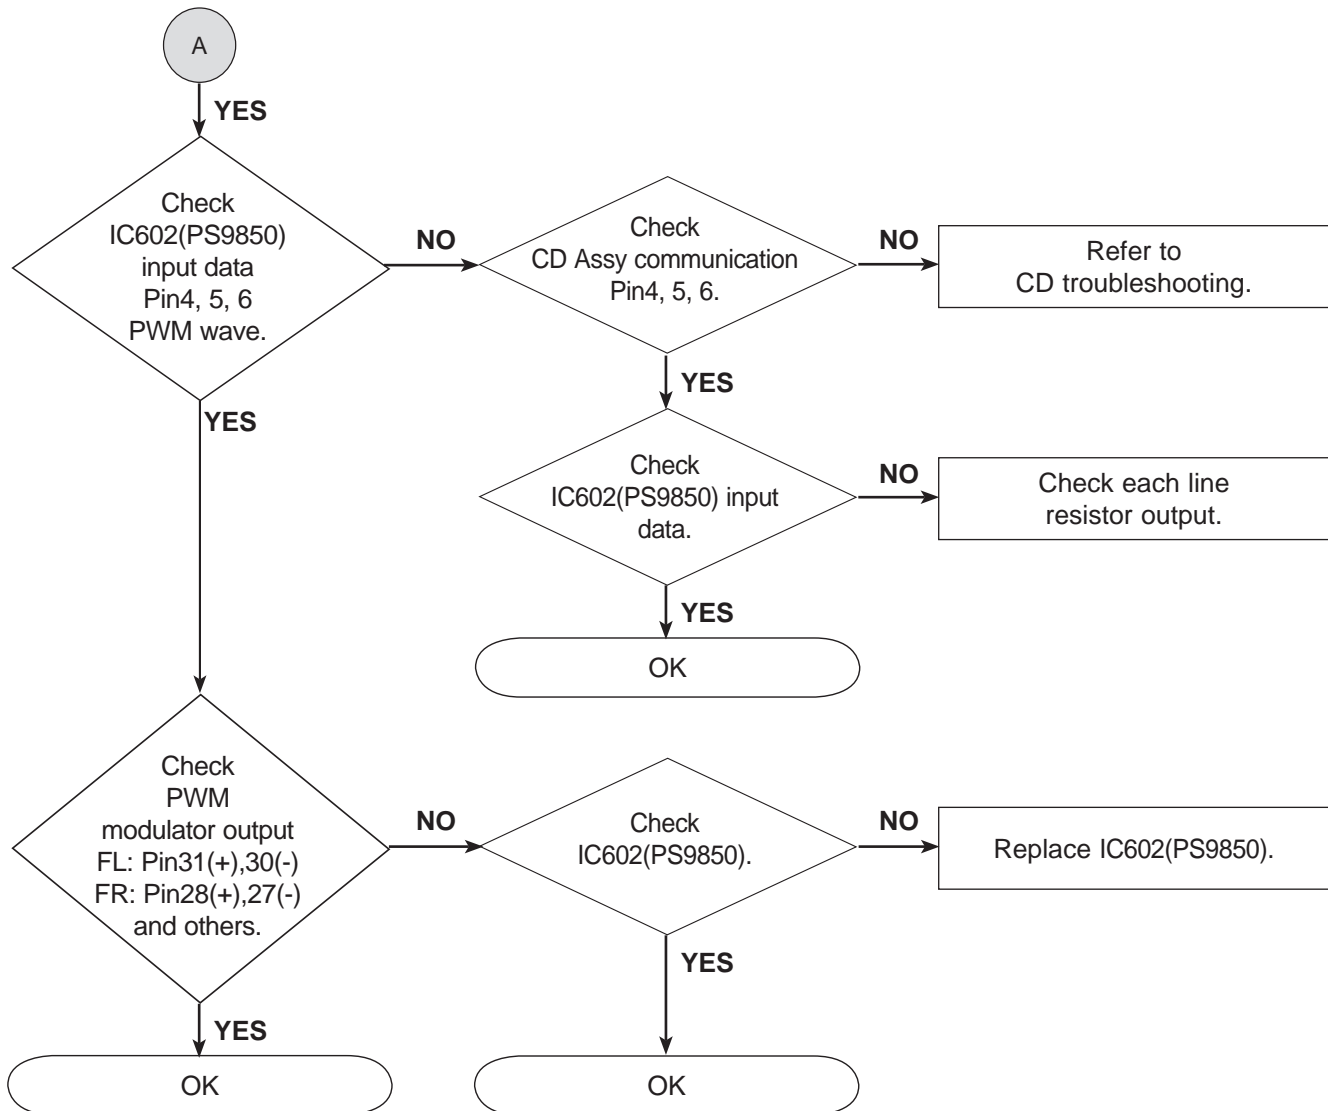 A
YES
Check
IC602(PS9850)
input data
Pin4, 5, 6
PWM wave.
NO
Check
CD Assy communication
Pin4, 5, 6.
NO
Refer to
CD troubleshooting.
YES
YES
Check
IC602(PS9850) input
data.
NO
Check each line
resistor output.
YES
OK
Check
PWM
modulator output
FL: Pin31(+),30(-)
FR: Pin28(+),27(-)
and others.
NO
Check
IC602(PS9850).
NO
Replace IC602(PS9850).
YES
YES
OK
OK